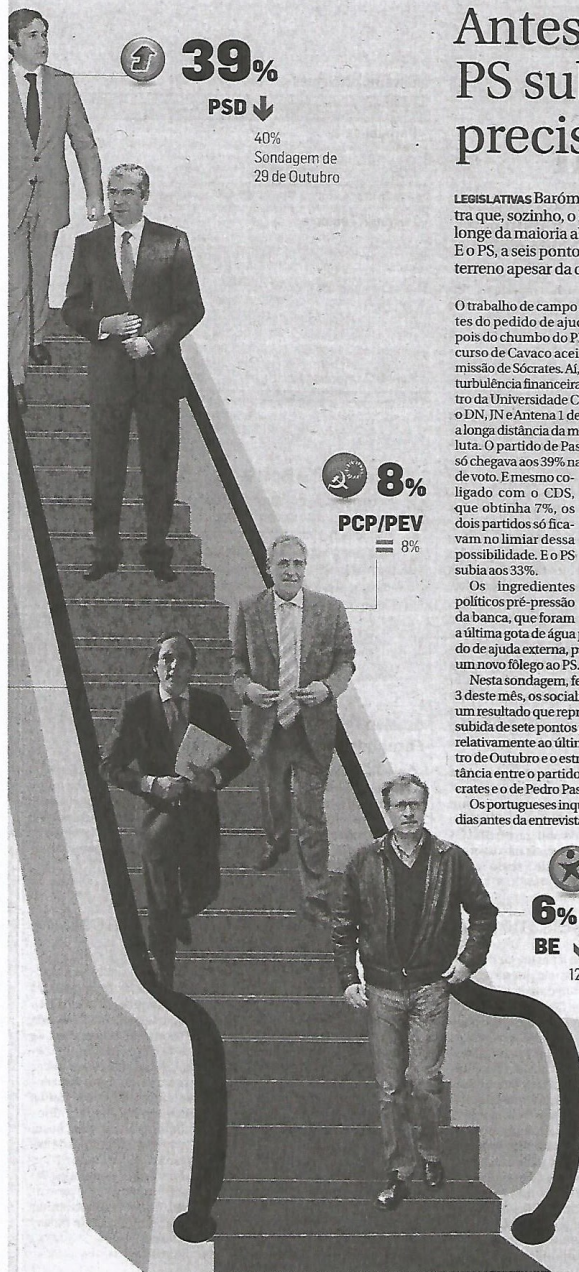 39%
PSD
40%
Sondagem de
29 de Outubro
8%
PCP/PEV
8%
6%
BE
12
Antes
PS su
precis
LEGISLATIVAS Baróm
tra que, sozinho, o
longe da maioria a
E o PS, a seis ponto
terreno apesar da
O trabalho de campo
tes do pedido de ajuc
pois do chumbo do P
curso de Cavaco acei
missão de Sócrates. Aí,
turbulência financeira
tro da Universidade C
o DN, JN e Antena 1 de
a longa distância da m
luta. O partido de Pas
só chegava aos 39% na
de voto. E mesmo co-
ligado com o CDS,
que obtinha 7%, os
dois partidos só fica-
vam no limiar dessa
possibilidade. E o PS
subia aos 33%.
Os ingredientes
políticos pré-pressão
da banca, que foram
a última gota de água
do de ajuda externa, p
um novo fôlego ao PS.
Nesta sondagem, fe
3 deste mês, os social
um resultado que repr
subida de sete pontos
relativamente ao últin
tro de Outubro e o estr
tância entre o partido
crates e o de Pedro Pas
Os portugueses inqu
dias antes da entrevista